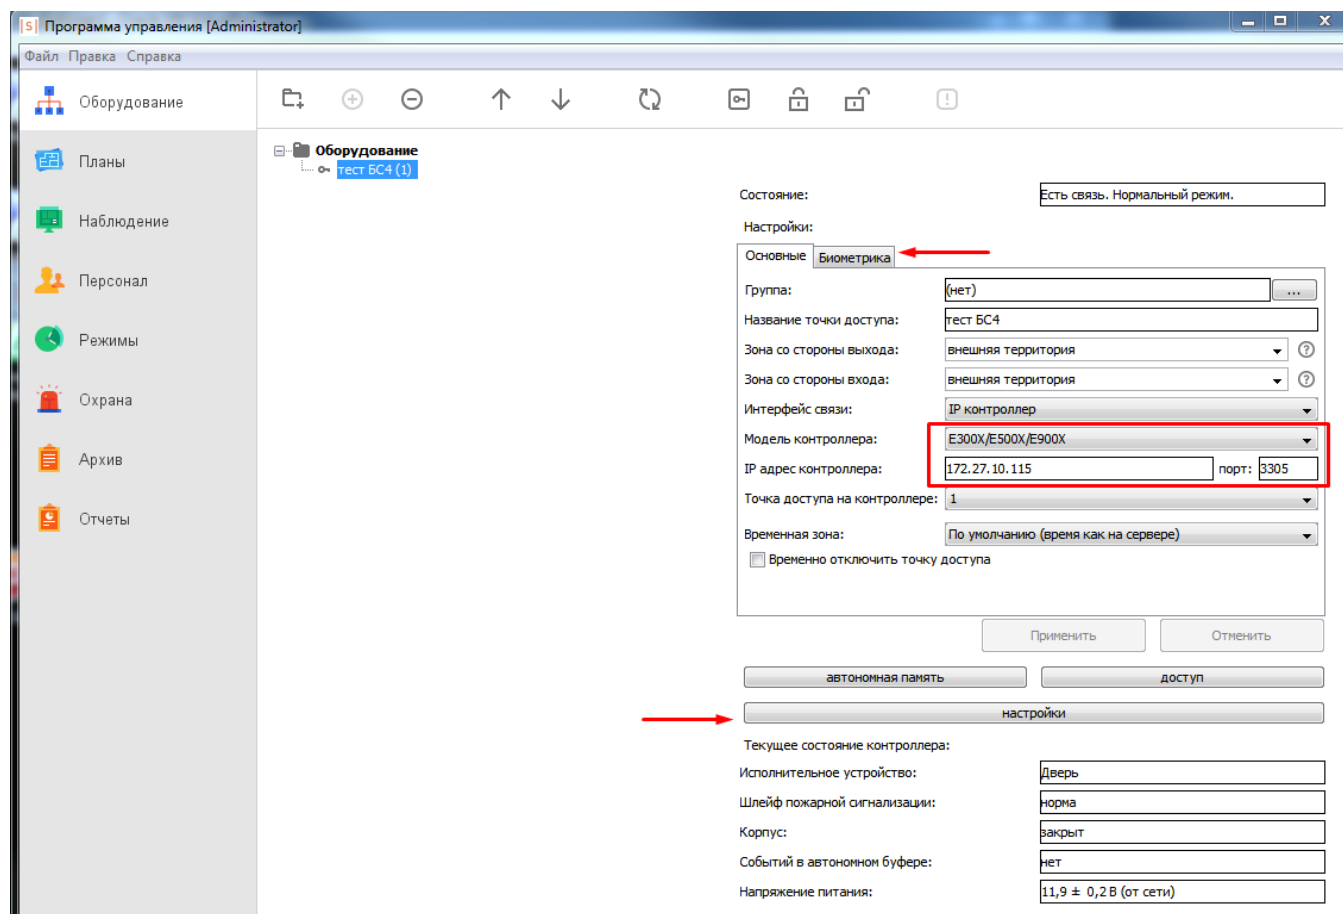 |S| Программа управления [Administrator]
Файл Правка Справка
Оборудование
Планы
Наблюдение
Персонал
Режимы
Охрана
Архив
Отчеты
Оборудование
тест БС4 (1)
Состояние: Есть связь. Нормальный режим.
Настройки:
Основные Биометрика
Группа: (нет) ...
Название точки доступа: тест БС4
Зона со стороны выхода: внешняя территория ?
Зона со стороны входа: внешняя территория ?
Интерфейс связи: IP контроллер
Модель контроллера: E300X/E500X/E900X
IP адрес контроллера: 172.27.10.115 порт: 3305
Точка доступа на контроллере: 1
Временная зона: По умолчанию (время как на сервере)
Временно отключить точку доступа
Применить Отменить
автономная память доступ
настройки
Текущее состояние контроллера:
Исполнительное устройство: Дверь
Шлейф пожарной сигнализации: норма
Корпус: закрыт
Событий в автономном буфере: нет
Напряжение питания: 11,9 ± 0,2 В (от сети)